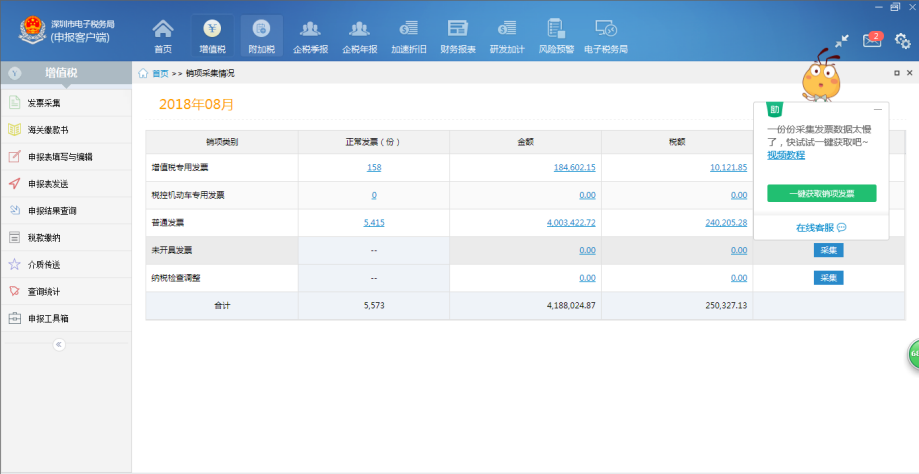 深圳市电子税务局
(申报客户端)
首页
增值税
附加税
企税季报
企税年报
加速折旧
财务报表
研发加计
风险预警
电子税务局
2
增值税
首页 >> 销项采集情况
发票采集
海关缴款书
申报表填写与编辑
申报表发送
申报结果查询
税款缴纳
介质传送
查询统计
申报工具箱
2018年08月
销项类别 正常发票（份） 金额 税额
增值税专用发票 158 184,602.15 10,121.85
税控机动车专用发票 0 0.00 0.00
普通发票 5,415 4,003,422.72 240,205.28
未开具发票 -- 0.00 0.00 采集
纳税检查调整 -- 0.00 0.00 采集
合计 5,573 4,188,024.87 250,327.13
助
一份份采集发票数据太慢
了，快试试一键获取吧~
视频教程
一键获取销项发票
在线客服